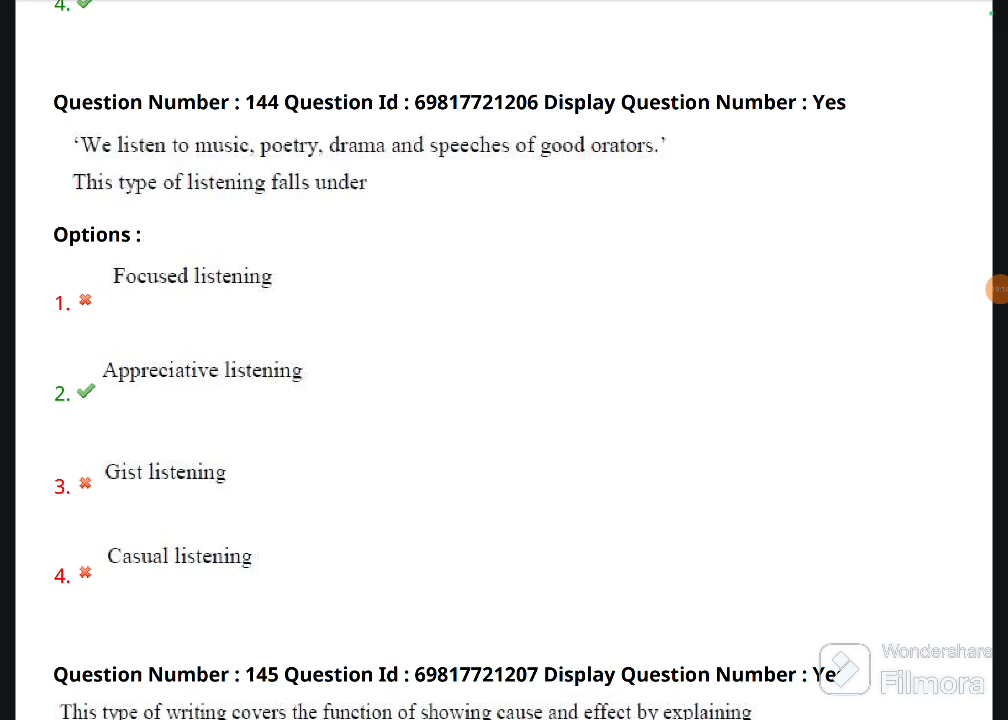 4.
Question Number : 144 Question Id : 69817721206 Display Question Number : Yes
‘We listen to music, poetry, drama and speeches of good orators.’
This type of listening falls under
Options :
Focused listening
1.
Appreciative listening
2.
Gist listening
3.
Casual listening
4.
Wondershare
Filmora
Question Number : 145 Question Id : 69817721207 Display Question Number : Ye
This type of writing covers the function of showing cause and effect by explaining